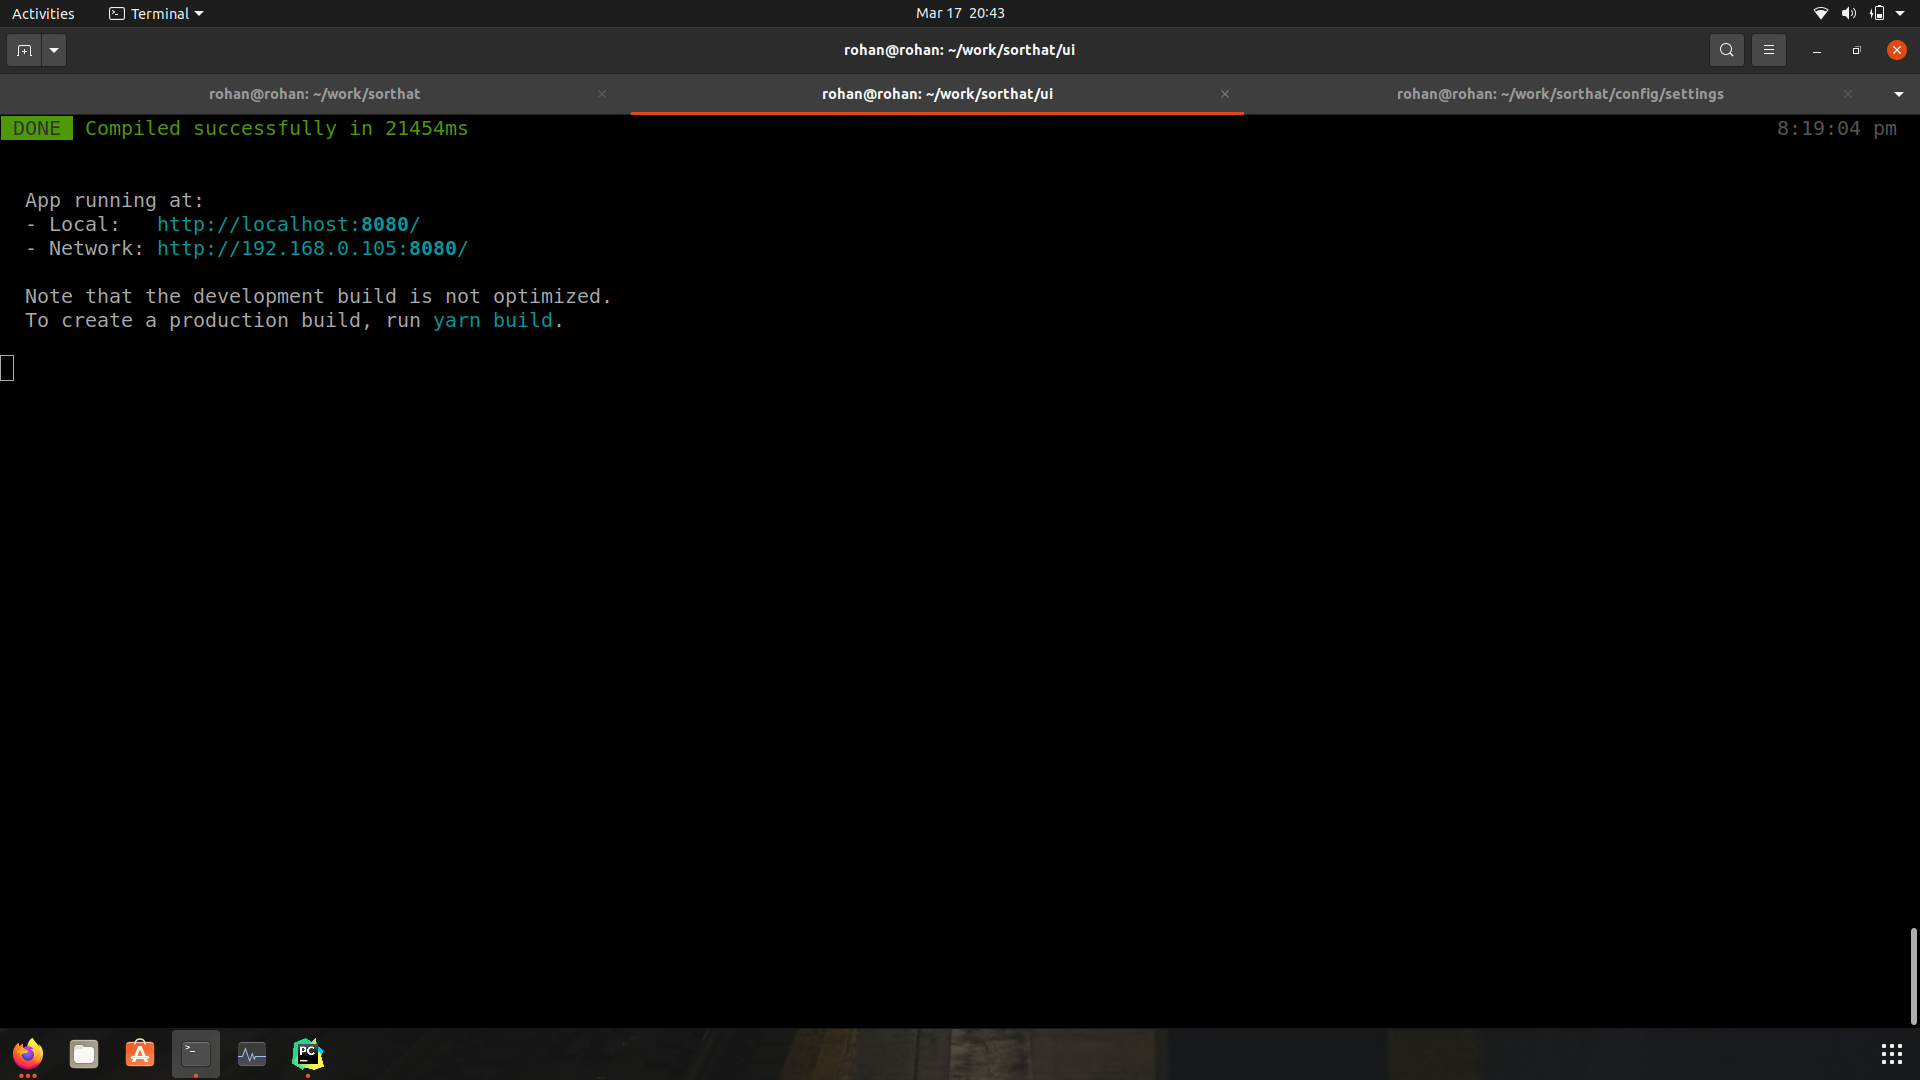 Activities
Terminal
Mar 17 20:43
rohan@rohan: ~/work/sorthat/ui
rohan@rohan: ~/work/sorthat
rohan@rohan: ~/work/sorthat/ui
rohan@rohan: ~/work/sorthat/config/settings
DONE Compiled successfully in 21454ms
8:19:04 pm
App running at:
- Local: http://localhost:8080/
- Network: http://192.168.0.105:8080/
Note that the development build is not optimized.
To create a production build, run yarn build.
PC